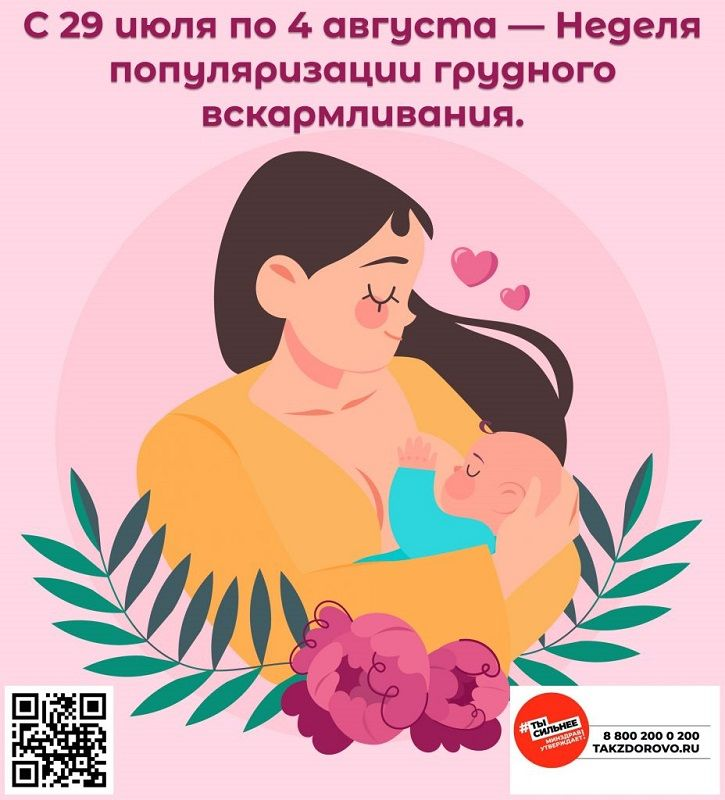 С 29 июля по 4 августа — Неделя
популяризации грудного
вскармливания.
#ТЫ
СИЛЬНЕЕ
МИНЗДРАВ
УТВЕРЖДАЕТ!
8 800 200 0 200
TAKZDOROVO.RU